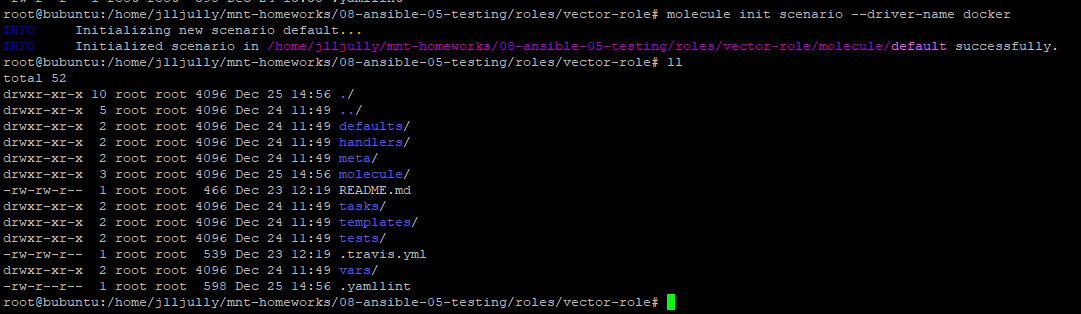 root@bubuntu:/home/jlljully/mnt-homeworks/08-ansible-05-testing/roles/vector-role# molecule init scenario --driver-name docker
INFO     Initializing new scenario default...
INFO     Initialized scenario in /home/jlljully/mnt-homeworks/08-ansible-05-testing/roles/vector-role/molecule/default successfully.
root@bubuntu:/home/jlljully/mnt-homeworks/08-ansible-05-testing/roles/vector-role# ll
total 52
drwxr-xr-x 10 root root 4096 Dec 25 14:56 ./
drwxr-xr-x  5 root root 4096 Dec 24 11:49 ../
drwxr-xr-x  2 root root 4096 Dec 24 11:49 defaults/
drwxr-xr-x  2 root root 4096 Dec 24 11:49 handlers/
drwxr-xr-x  2 root root 4096 Dec 24 11:49 meta/
drwxr-xr-x  3 root root 4096 Dec 25 14:56 molecule/
-rw-rw-r--  1 root root  466 Dec 23 12:19 README.md
drwxr-xr-x  2 root root 4096 Dec 24 11:49 tasks/
drwxr-xr-x  2 root root 4096 Dec 24 11:49 templates/
drwxr-xr-x  2 root root 4096 Dec 24 11:49 tests/
-rw-rw-r--  1 root root  539 Dec 23 12:19 .travis.yml
drwxr-xr-x  2 root root 4096 Dec 24 11:49 vars/
-rw-rw-r--  1 root root  598 Dec 25 14:56 .yamllint
root@bubuntu:/home/jlljully/mnt-homeworks/08-ansible-05-testing/roles/vector-role#